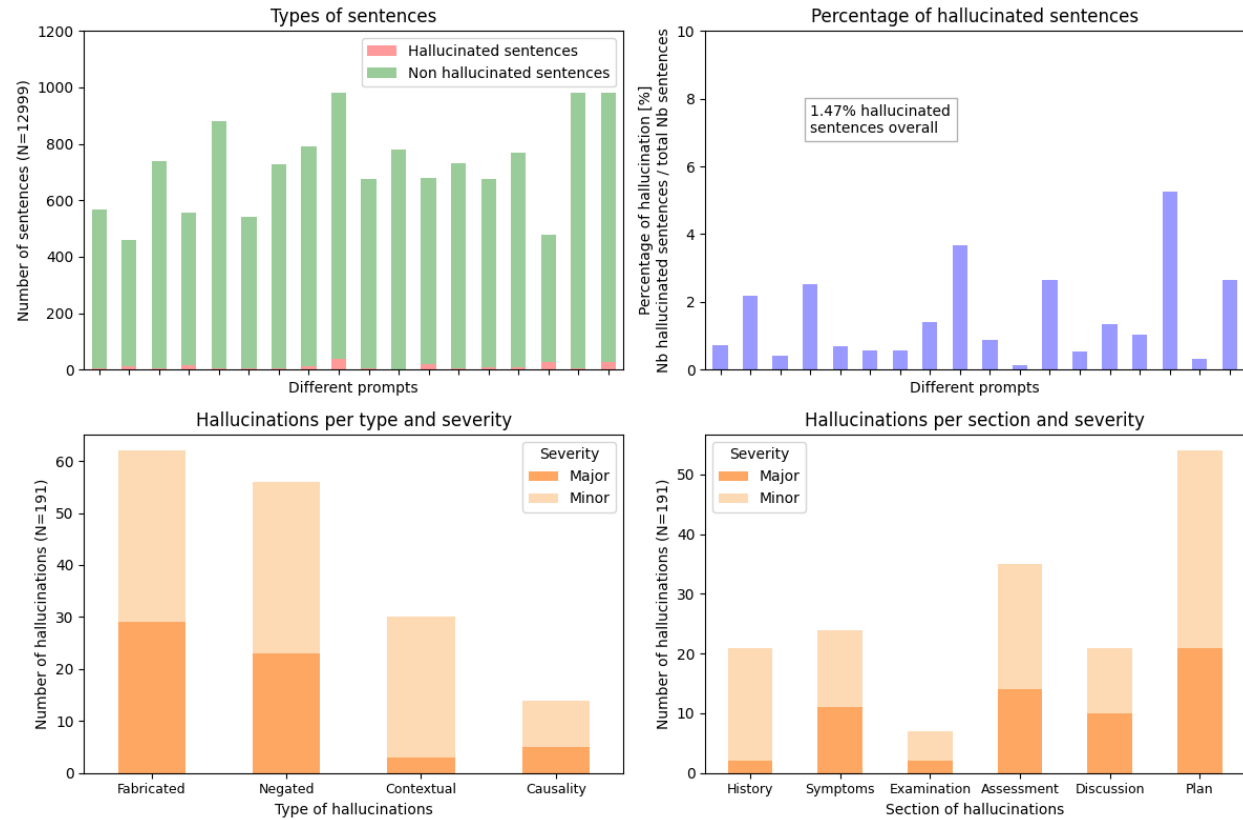 Types of sentences
Number of sentences (N=12999)
1200
1000
800
600
400
200
0
Hallucinated sentences
Non hallucinated sentences
Different prompts
Percentage of hallucinated sentences
Percentage of hallucination [%]
Nb hallucinated sentences / total Nb sentences
10
8
6
4
2
0
1.47% hallucinated
sentences overall
Different prompts
Hallucinations per type and severity
Number of hallucinations (N=191)
60
50
40
30
20
10
0
Severity
Major
Minor
Fabricated Negated Contextual Causality
Type of hallucinations
Hallucinations per section and severity
Number of hallucinations (N=191)
50
40
30
20
10
0
Severity
Major
Minor
History Symptoms Examination Assessment Discussion Plan
Section of hallucinations